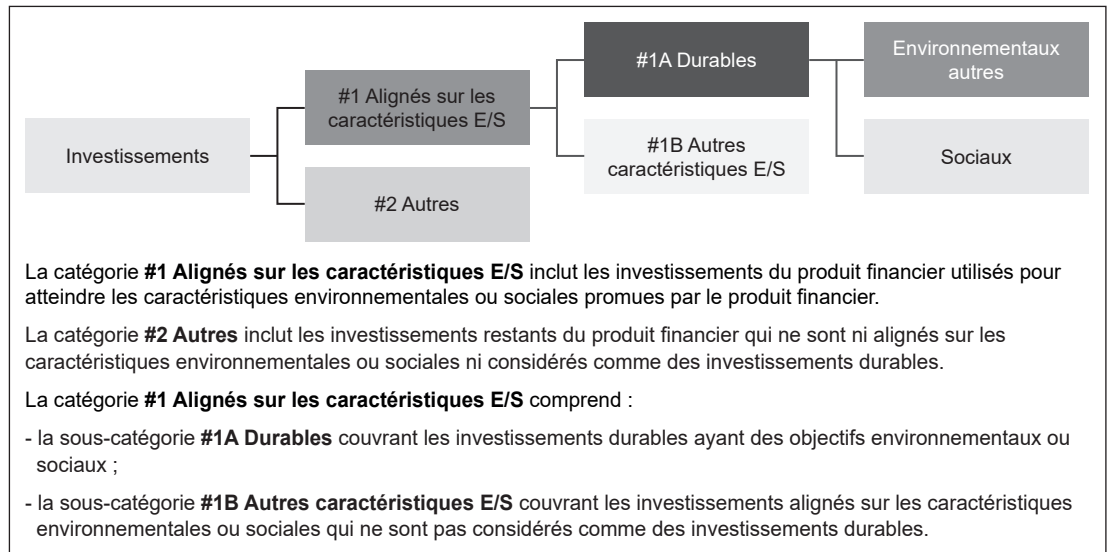 #1A Durables
Environnementaux
autres
#1 Alignés sur les
caractéristiques E/S
Investissements
#1B Autres
caractéristiques E/S
Sociaux
#2 Autres
La catégorie #1 Alignés sur les caractéristiques E/S inclut les investissements du produit financier utilisés pour
atteindre les caractéristiques environnementales ou sociales promues par le produit financier.
La catégorie #2 Autres inclut les investissements restants du produit financier qui ne sont ni alignés sur les
caractéristiques environnementales ou sociales ni considérés comme des investissements durables.
La catégorie #1 Alignés sur les caractéristiques E/S comprend :
- la sous-catégorie #1A Durables couvrant les investissements durables ayant des objectifs environnementaux ou
sociaux ;
- la sous-catégorie #1B Autres caractéristiques E/S couvrant les investissements alignés sur les caractéristiques
environnementales ou sociales qui ne sont pas considérés comme des investissements durables.